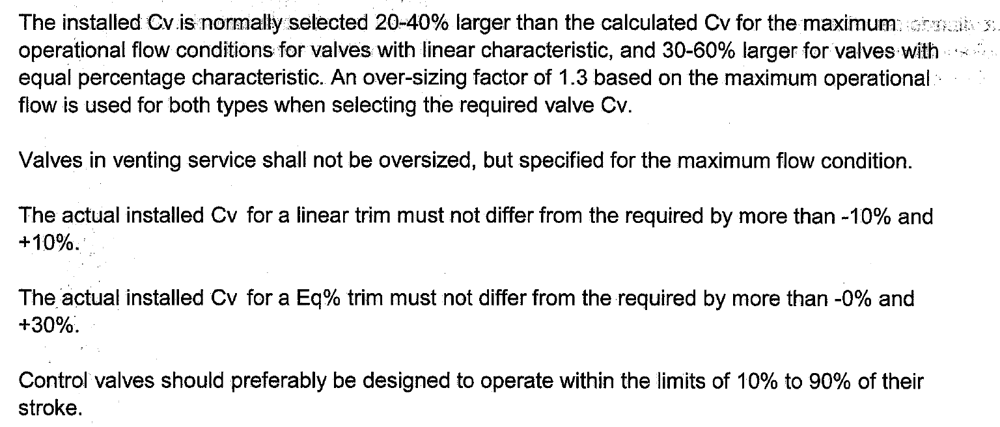 The installed Cv is normally selected 20-40% larger than the calculated Cv for the maximum
operational flow conditions for valves with linear characteristic, and 30-60% larger for valves with
equal percentage characteristic. An over-sizing factor of 1.3 based on the maximum operational
flow is used for both types when selecting the required valve Cv.
Valves in venting service shall not be oversized, but specified for the maximum flow condition.
The actual installed Cv for a linear trim must not differ from the required by more than -10% and
+10%.
The actual installed Cv for a Eq% trim must not differ from the required by more than -0% and
+30%.
Control valves should preferably be designed to operate within the limits of 10% to 90% of their
stroke.